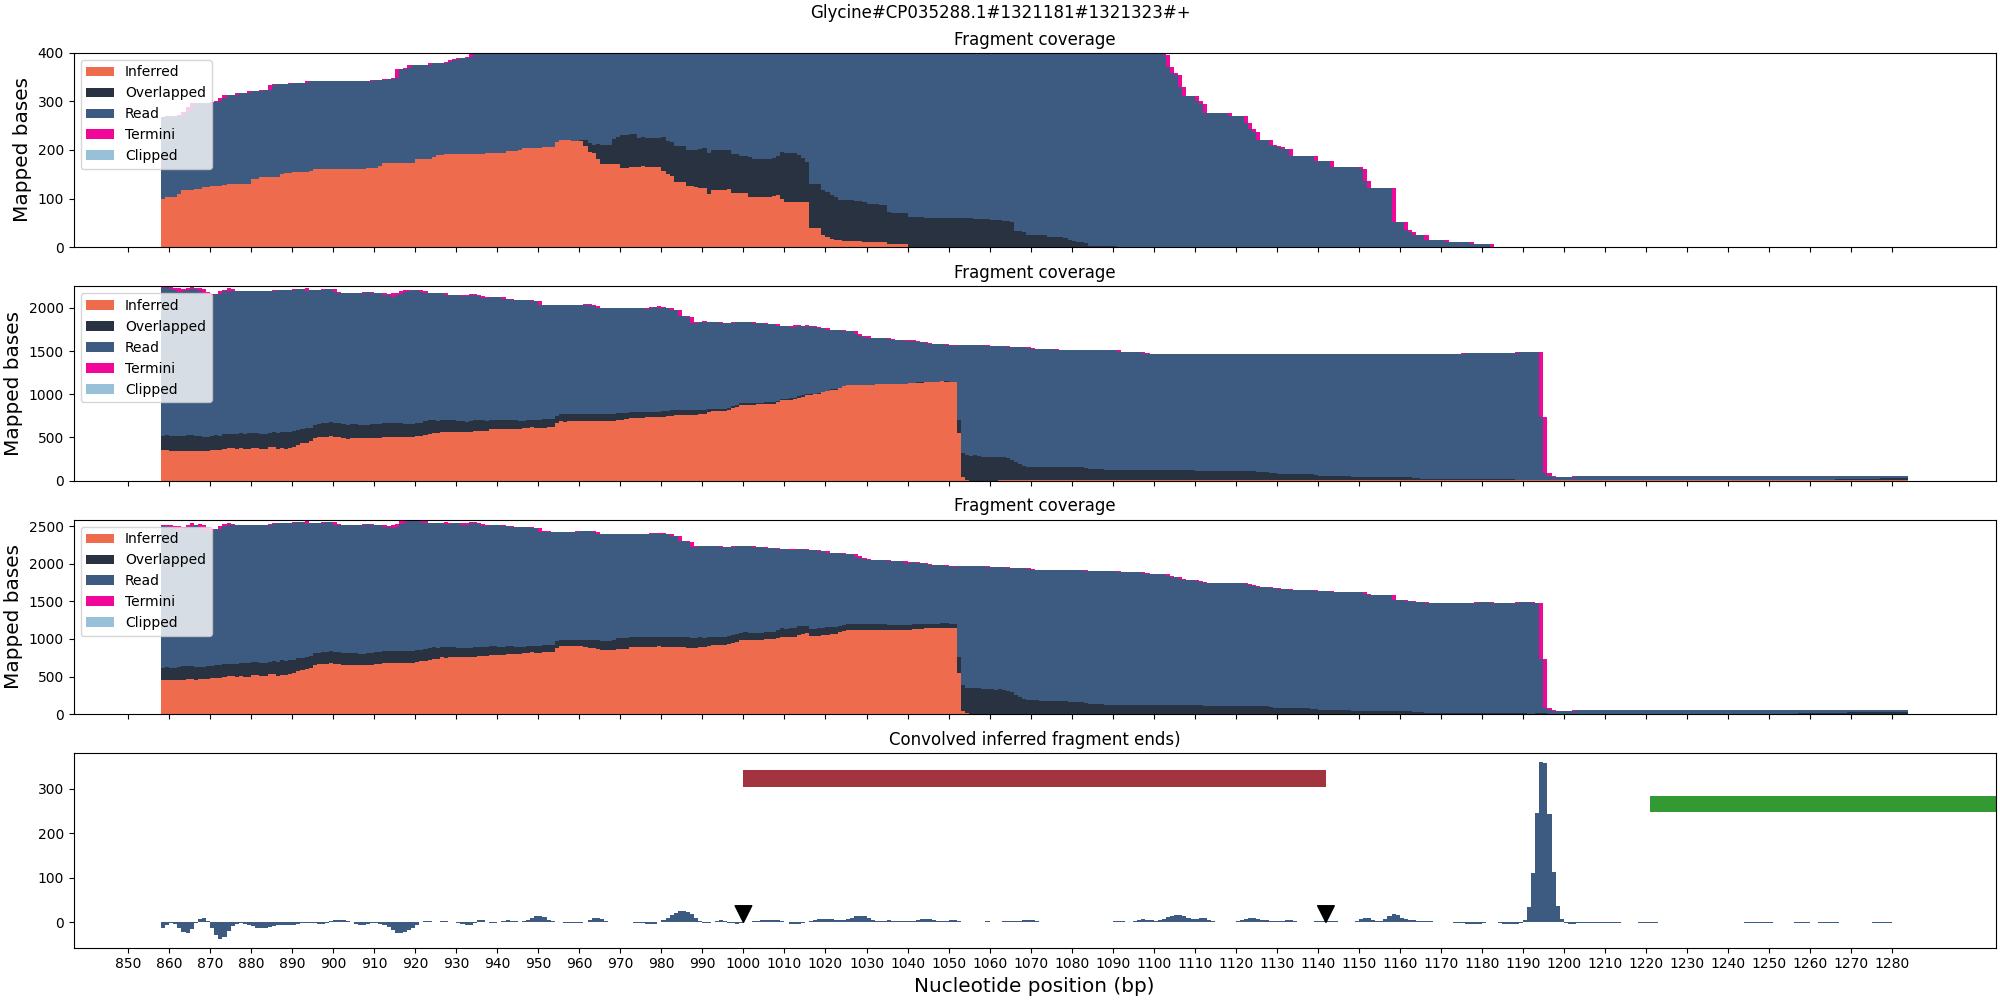 Glycine#CP035288.1#1321181#1321323#+
Fragment coverage
Mapped bases
400
300
200
100
0
Inferred
Overlapped
Read
Termini
Clipped
Fragment coverage
Mapped bases
2000
1500
1000
500
0
Inferred
Overlapped
Read
Termini
Clipped
Fragment coverage
Mapped bases
2500
2000
1500
1000
500
0
Inferred
Overlapped
Read
Termini
Clipped
Convolved inferred fragment ends)
300
200
100
0
850 860 870 880 890 900 910 920 930 940 950 960 970 980 990 1000 1010 1020 1030 1040 1050 1060 1070 1080 1090 1100 1110 1120 1130 1140 1150 1160 1170 1180 1190 1200 1210 1220 1230 1240 1250 1260 1270 1280
Nucleotide position (bp)